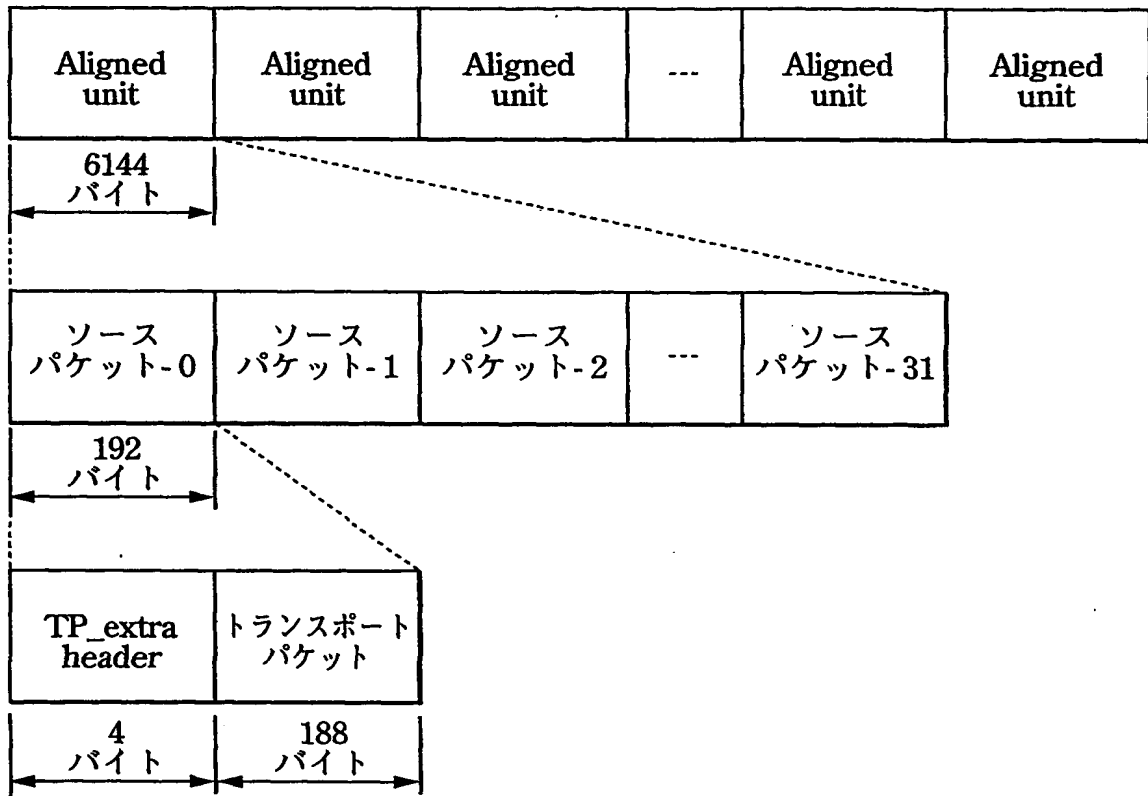 Aligned
unit
Aligned
unit
Aligned
unit
---
Aligned
unit
Aligned
unit
6144
バイト
ソース
パケット-0
ソース
パケット-1
ソース
パケット-2
---
ソース
パケット-31
192
バイト
TP_extra
header
トランスポート
パケット
4
バイト
188
バイト